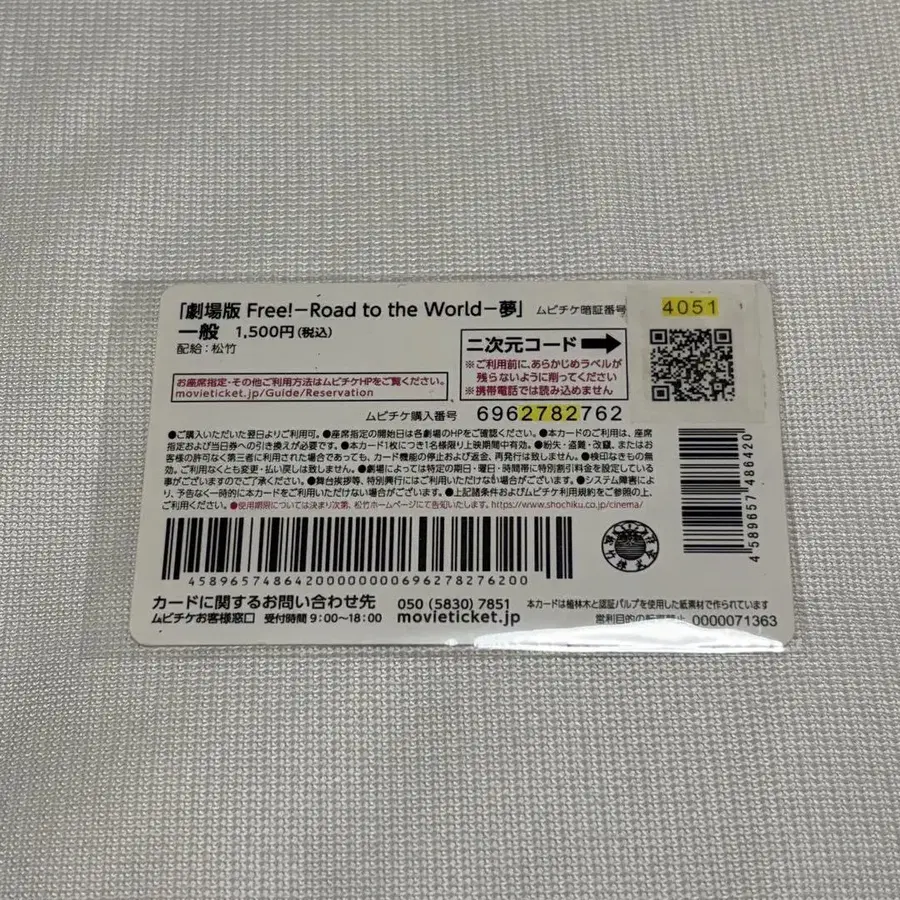 「劇場版 Free!−Road to the World−夢」 ムビチケ暗証番号 4051
一般 1,500円(税込)
配給:松竹
二次元コード
※ご利用前に、あらかじめラベルが
残らないように削ってください
※携帯電話では読み込めません
お座席指定・その他ご利用方法はムビチケHPをご覧ください。
movieticket.jp/Guide/Reservation
ムビチケ購入番号 6962782762
●ご購入いただいた翌日よりご利用可。●座席指定の開始日は各劇場のHPをご確認ください。●本カードのご利用は、座席
指定および当日券への引き換えが必要です。●本カード1枚につき1名様限り上映期間中有効。●紛失・盗難・改竄、またはお
客様の許可なく第三者に利用された場合であっても、カード機能の停止および返金、再発行は致しません。●検印なきもの無
効。ご利用なくとも変更・払い戻しは致しません。●劇場によっては特定の期日・曜日・時間帯に特別割引料金を設定している
事がございますのでご了承ください。●舞台挨拶等、特別興行にはご利用いただけない場合がございます。●システム障害によ
り、予告なく一時的に本カードをご利用いただけない場合がございます。●上記諸条件およびムビチケ利用規約をご参照の上、
ご利用ください。●使用期限については決まり次第、松竹ホームページにて告知いたします。https://www.shochiku.co.jp/cinema/
4589657486420000000069627827620​0
4 589657 486420
カードに関するお問い合わせ先 050 (5830) 7851
ムビチケお客様窓口 受付時間 9:00〜18:00 movieticket.jp
本カードは植林木と認証パルプを使用した紙素材で作られています
営利目的の転売禁止 0000071363